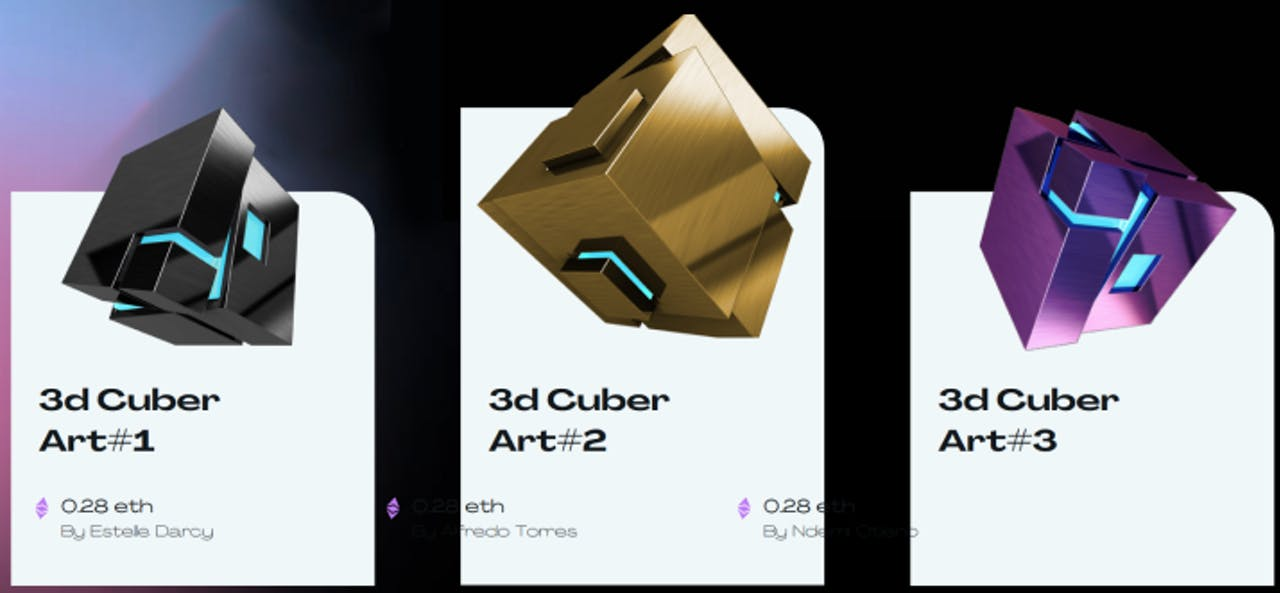 3d Cuber
Art#1
0.28 eth
By Estelle Darcy
3d Cuber
Art#2
0.28 eth
By Alfredo Torres
3d Cuber
Art#3
0.28 eth
By Ndemi Otieno